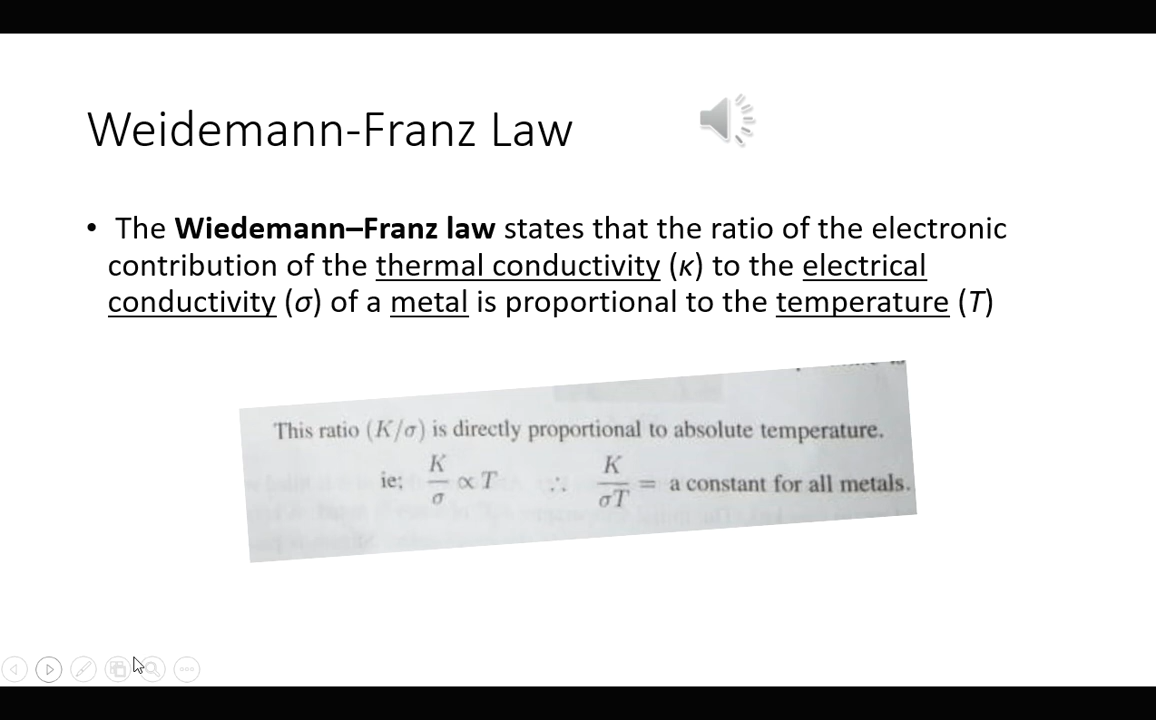 Weidemann-Franz Law
• The Wiedemann–Franz law states that the ratio of the electronic
contribution of the thermal conductivity (κ) to the electrical
conductivity (σ) of a metal is proportional to the temperature (T)
This ratio (K/σ) is directly proportional to absolute temperature.
ie; K/σ ∝ T ∴ K/σT = a constant for all metals.